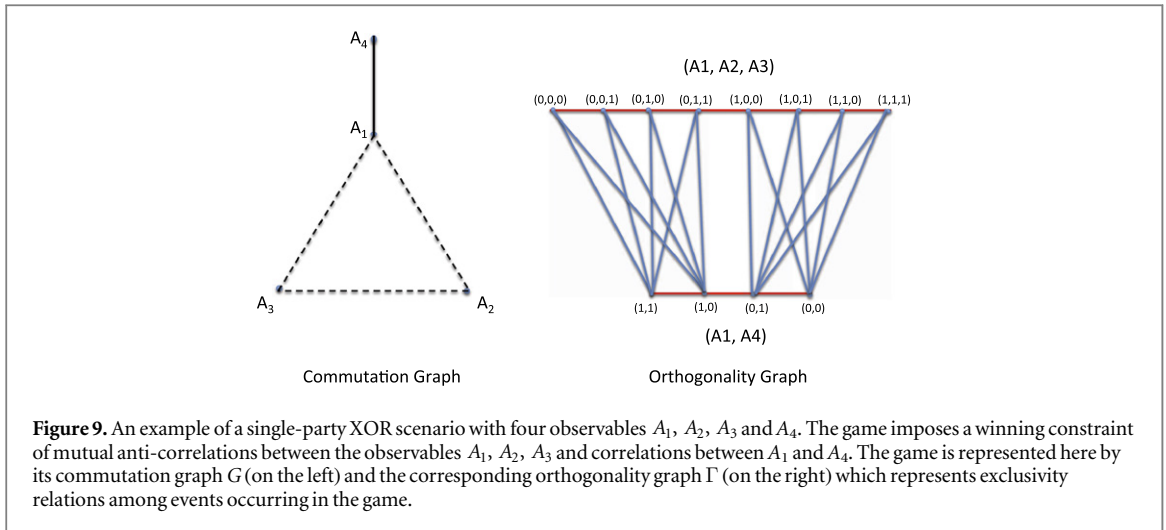 A4
(A1, A2, A3)
(0,0,0) (0,0,1) (0,1,0) (0,1,1) (1,0,0) (1,0,1) (1,1,0) (1,1,1)
A1
A3 A2
(1,1) (1,0) (0,1) (0,0)
(A1, A4)
Commutation Graph Orthogonality Graph
Figure 9. An example of a single-party XOR scenario with four observables A1, A2, A3 and A4. The game imposes a winning constraint
of mutual anti-correlations between the observables A1, A2, A3 and correlations between A1 and A4. The game is represented here by
its commutation graph G (on the left) and the corresponding orthogonality graph Γ (on the right) which represents exclusivity
relations among events occurring in the game.